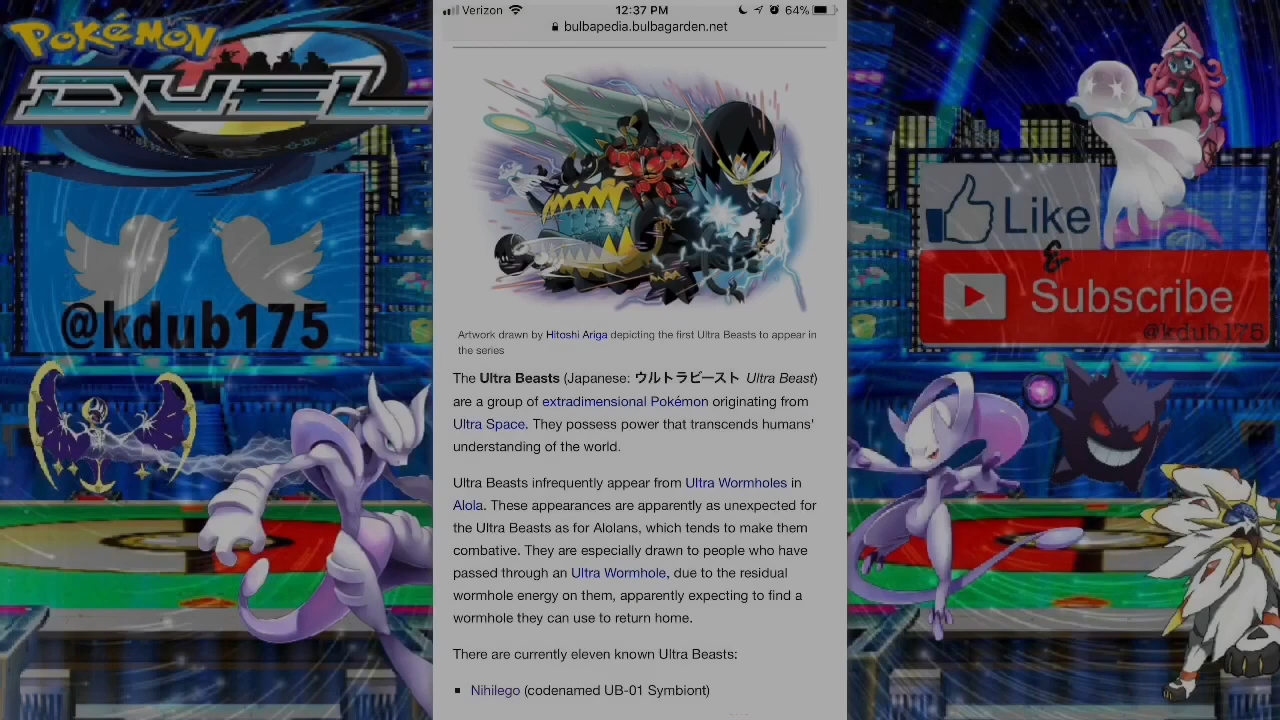 POKéMON
DUEL
@kdub175
Verizon 12:37 PM 64%
bulbapedia.bulbagarden.net
Artwork drawn by Hitoshi Ariga depicting the first Ultra Beasts to appear in
the series
The Ultra Beasts (Japanese: ウルトラビースト Ultra Beast)
are a group of extradimensional Pokémon originating from
Ultra Space. They possess power that transcends humans'
understanding of the world.
Ultra Beasts infrequently appear from Ultra Wormholes in
Alola. These appearances are apparently as unexpected for
the Ultra Beasts as for Alolans, which tends to make them
combative. They are especially drawn to people who have
passed through an Ultra Wormhole, due to the residual
wormhole energy on them, apparently expecting to find a
wormhole they can use to return home.
There are currently eleven known Ultra Beasts:
Nihilego (codenamed UB-01 Symbiont)
Like
&
Subscribe
@kdub175